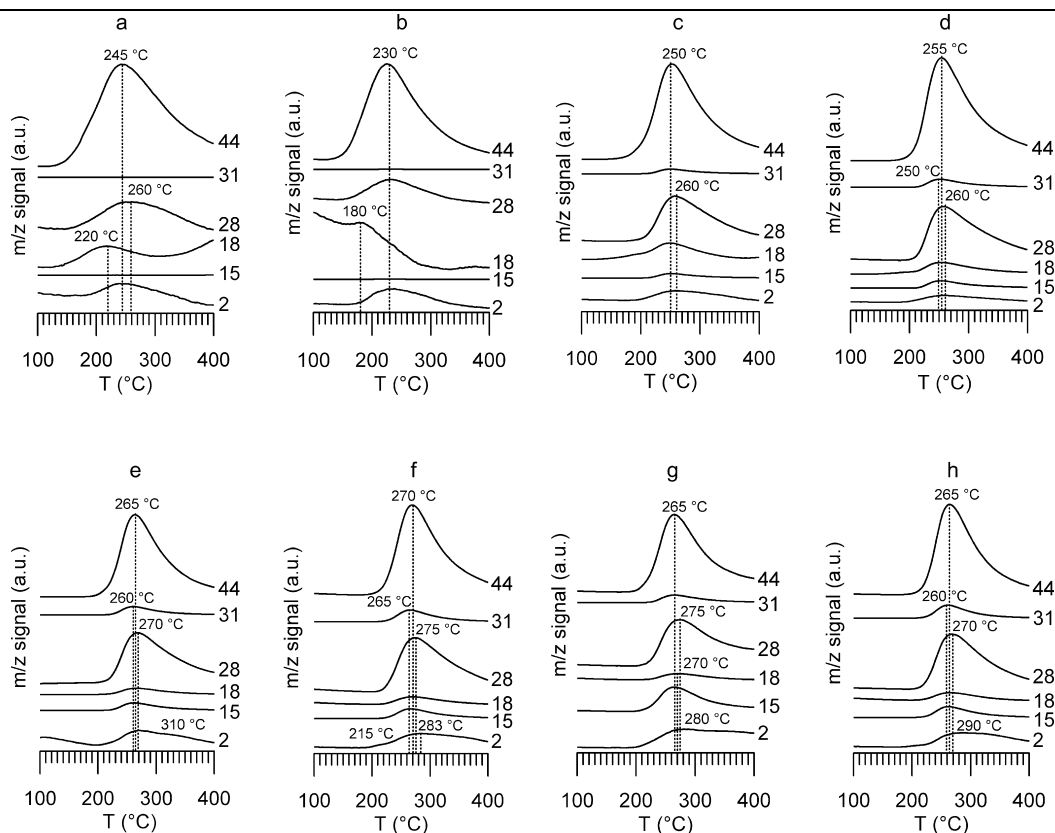 a
245 °C
m/z signal (a.u.)
44
31
260 °C
28
220 °C
18
15
2
100 200 300 400
T (°C)
b
230 °C
m/z signal (a.u.)
44
31
28
180 °C
18
15
2
100 200 300 400
T (°C)
c
250 °C
m/z signal (a.u.)
44
31
260 °C
28
18
15
2
100 200 300 400
T (°C)
d
255 °C
m/z signal (a.u.)
44
250 °C
31
260 °C
28
18
15
2
100 200 300 400
T (°C)
e
265 °C
m/z signal (a.u.)
44
260 °C
31
270 °C
28
18
15
310 °C
2
100 200 300 400
T (°C)
f
270 °C
m/z signal (a.u.)
44
265 °C
31
275 °C
28
18
15
215 °C 283 °C
2
100 200 300 400
T (°C)
g
265 °C
m/z signal (a.u.)
44
31
275 °C
28
270 °C
18
15
280 °C
2
100 200 300 400
T (°C)
h
265 °C
m/z signal (a.u.)
44
260 °C
31
270 °C
28
18
15
290 °C
2
100 200 300 400
T (°C)